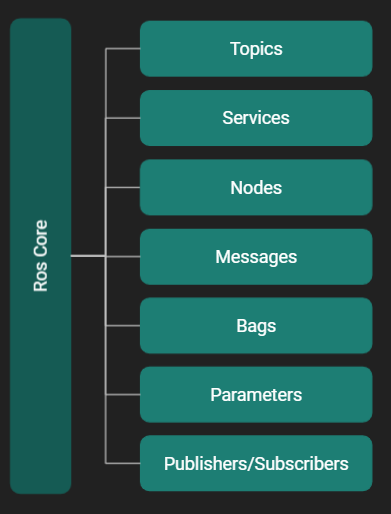 Ros Core
Topics
Services
Nodes
Messages
Bags
Parameters
Publishers/Subscribers